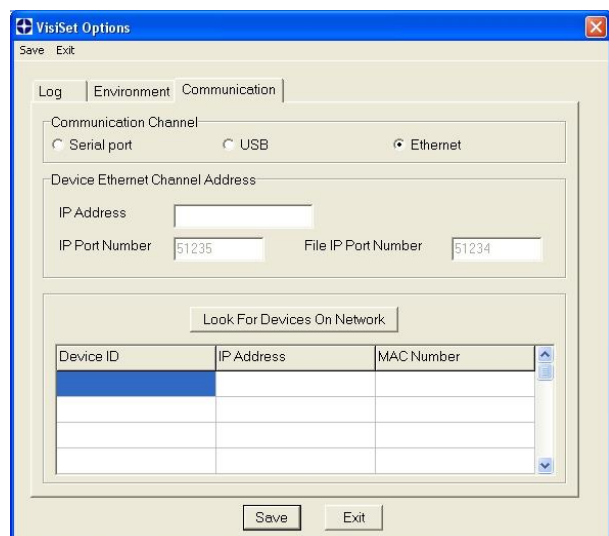 VisiSet Options
Save Exit
Log Environment Communication
Communication Channel
Serial port USB Ethernet
Device Ethernet Channel Address
IP Address
IP Port Number 51235 File IP Port Number 51234
Look For Devices On Network
Device ID IP Address MAC Number
Save Exit